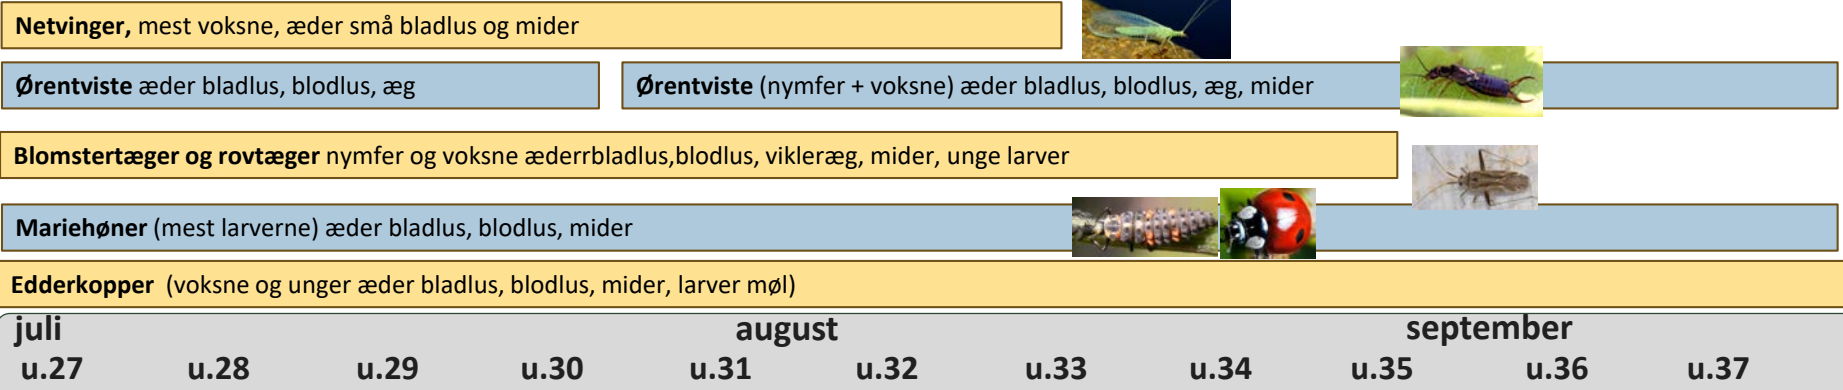 Netvinger, mest voksne, æder små bladlus og mider
Ørentviste æder bladlus, blodlus, æg
Ørentviste (nymfer + voksne) æder bladlus, blodlus, æg, mider
Blomstertæger og rovtæger nymfer og voksne æderrbladlus,blodlus, vikleræg, mider, unge larver
Mariehøner (mest larverne) æder bladlus, blodlus, mider
Edderkopper (voksne og unger æder bladlus, blodlus, mider, larver møl)
juli august september
u.27 u.28 u.29 u.30 u.31 u.32 u.33 u.34 u.35 u.36 u.37